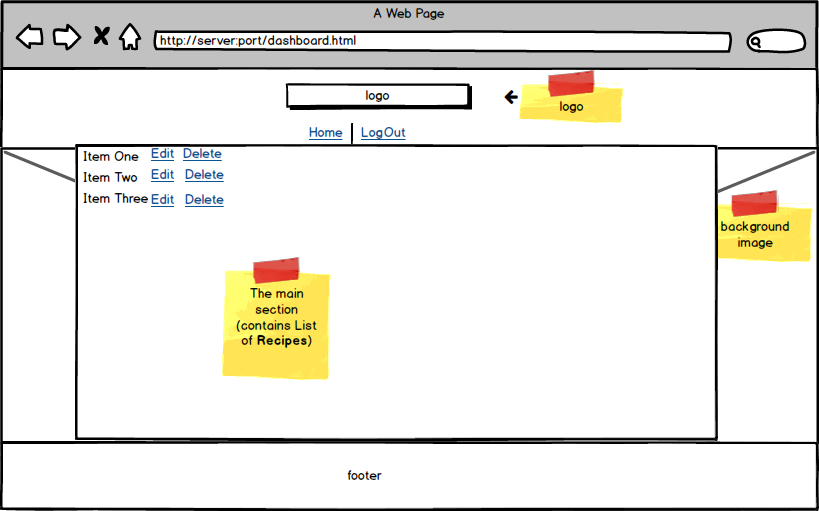 A Web Page
http://server:port/dashboard.html
logo
logo
Home LogOut
Item One Edit Delete
Item Two Edit Delete
Item Three Edit Delete
background
image
The main
section
(contains List
of Recipes)
footer